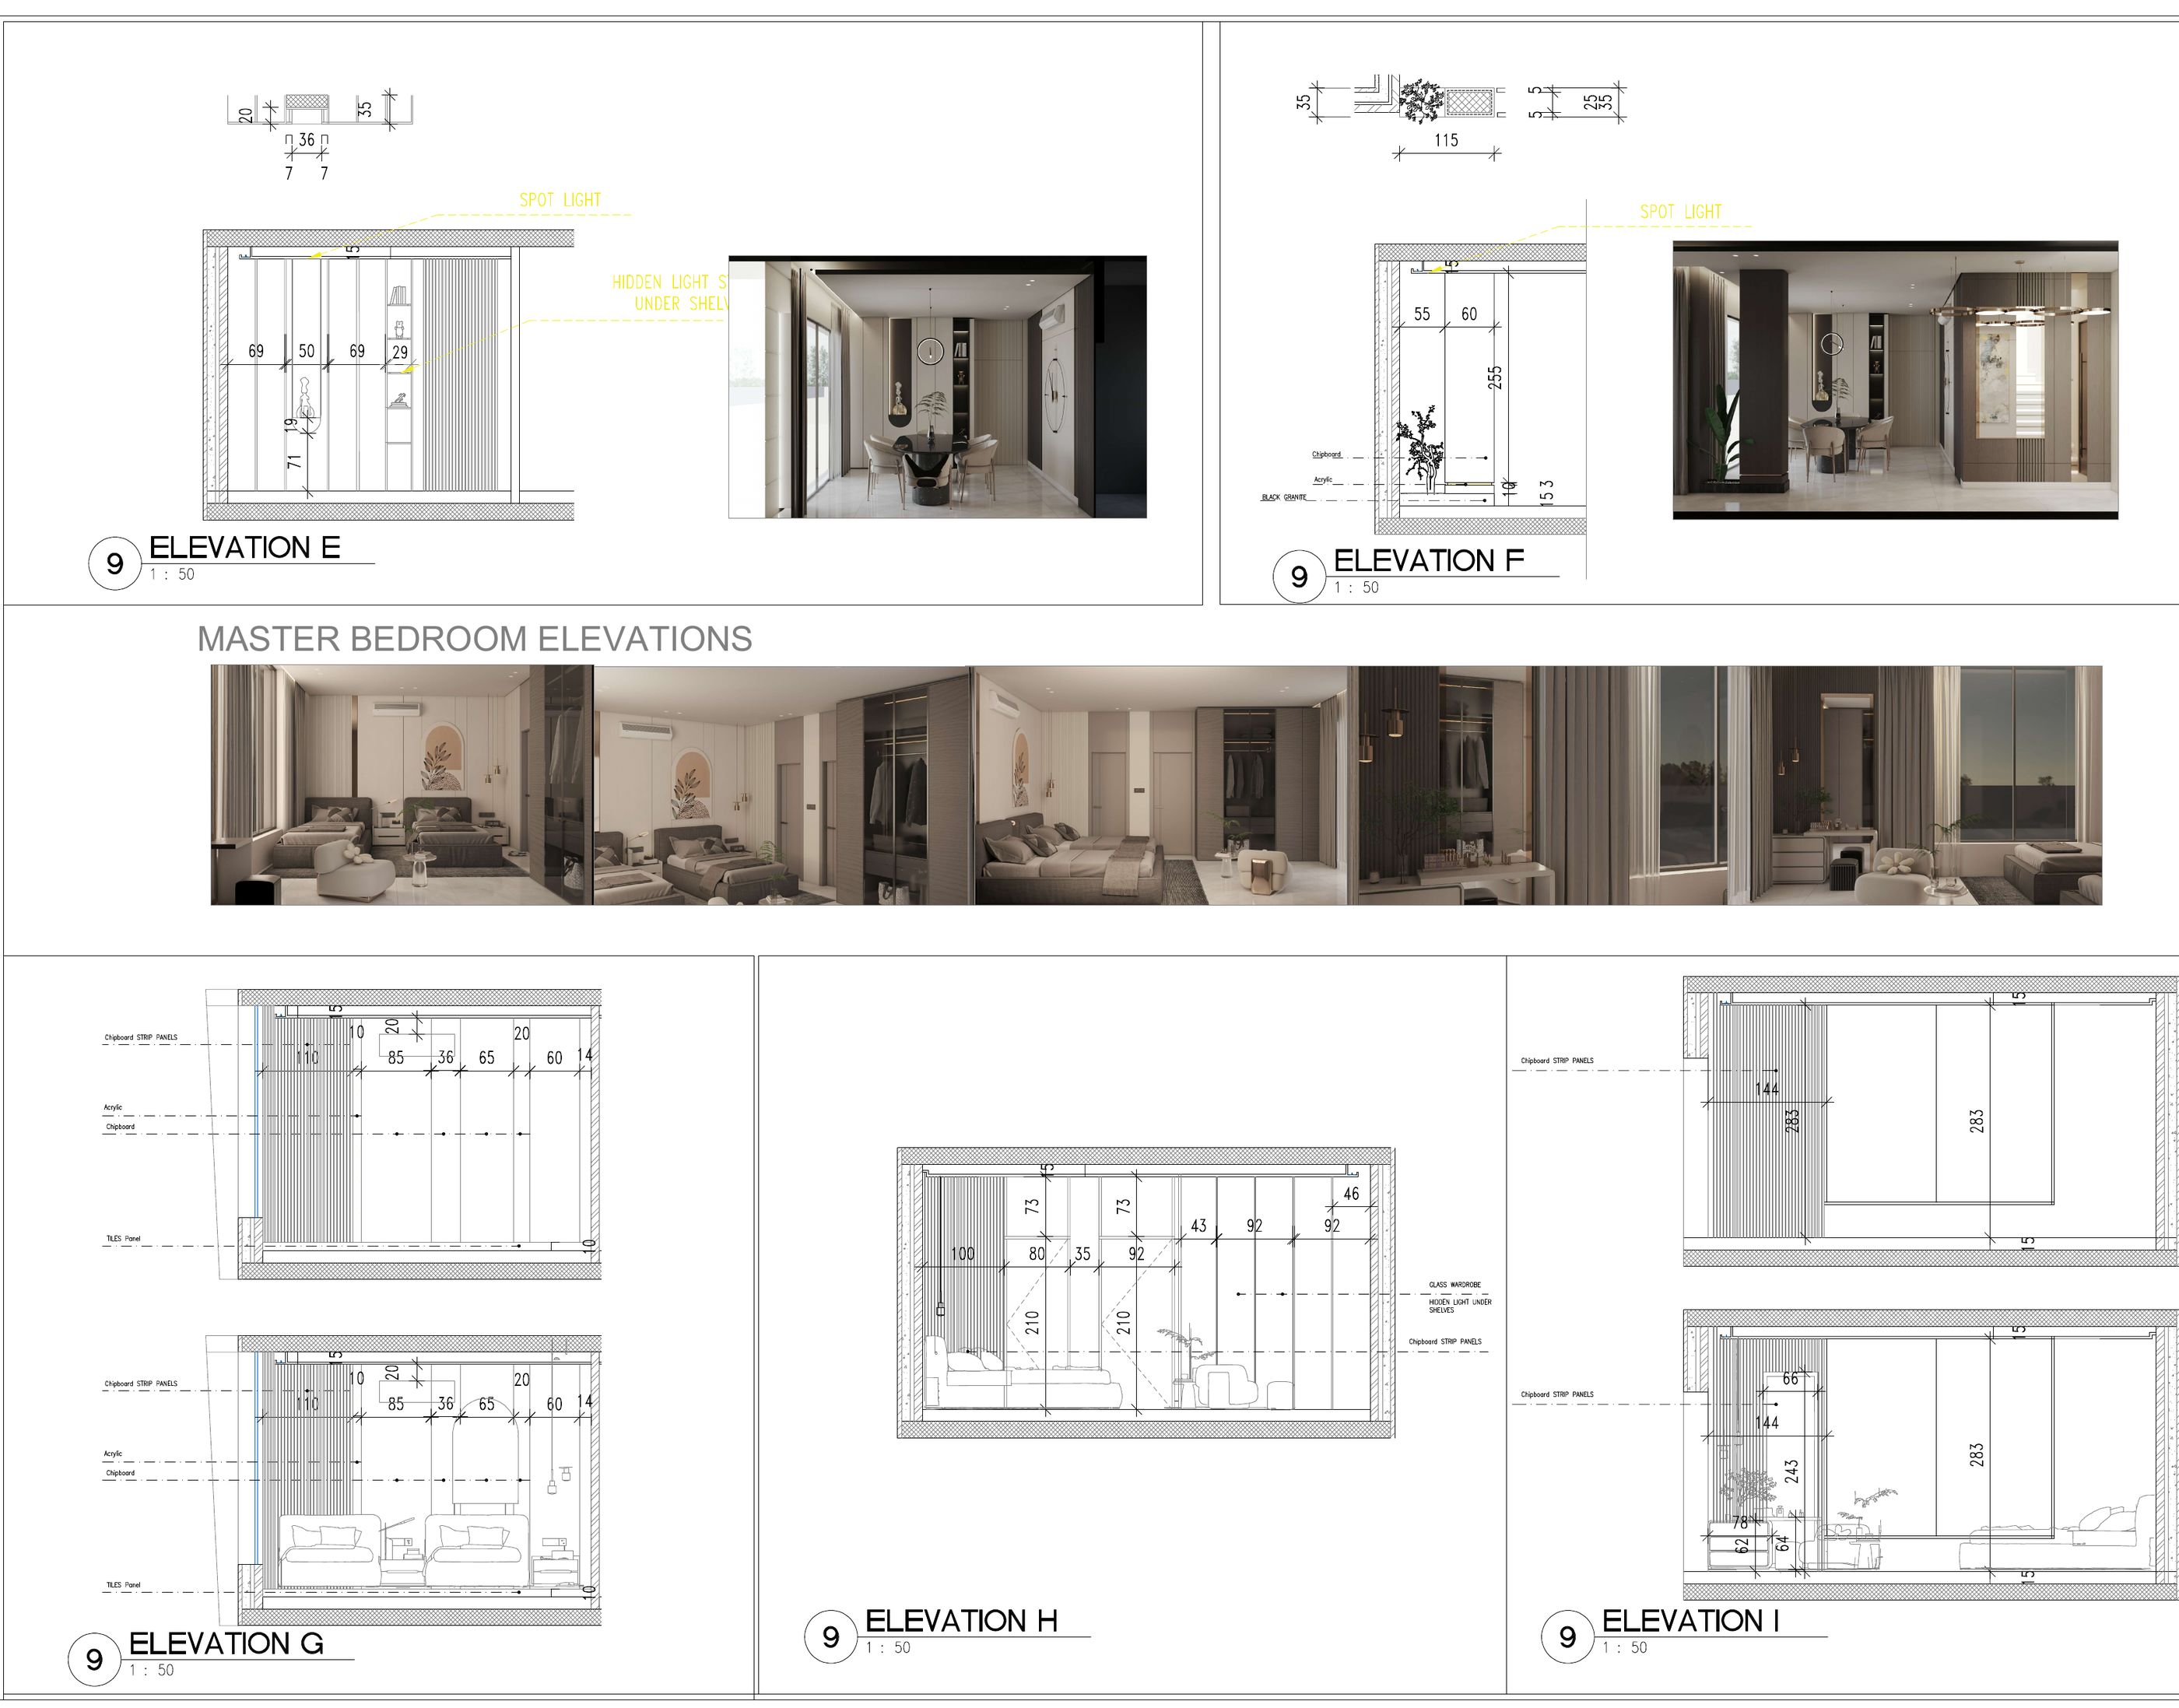 20
35
36
7 7
SPOT LIGHT
15
HIDDEN LIGHT S
UNDER SHELV
69 50 69 29
19
71
9 ELEVATION E
1 : 50
35
5
5
25
35
115
SPOT LIGHT
55 60
255
Chipboard
Acrylic
BLACK GRANITE
10
15 3
9 ELEVATION F
1 : 50
MASTER BEDROOM ELEVATIONS
15
20
10
20
Chipboard STRIP PANELS
110 85 36 65 60 14
Acrylic
Chipboard
TILES Panel
10
15
20
10
20
Chipboard STRIP PANELS
110 85 36 65 60 14
Acrylic
Chipboard
TILES Panel
10
9 ELEVATION G
1 : 50
15
73
73
46
43 92 92
100 80 35 92
GLASS WARDROBE
HIDDEN LIGHT UNDER
SHELVES
210
210
Chipboard STRIP PANELS
9 ELEVATION H
1 : 50
15
Chipboard STRIP PANELS
144
283
283
15
15
66
Chipboard STRIP PANELS
144
243
283
78
62
64
15
9 ELEVATION I
1 : 50